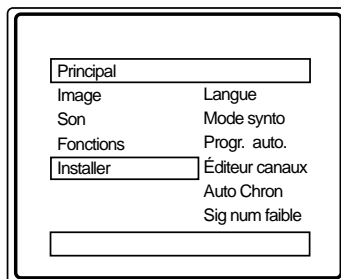 Principal
Image Langue
Son Mode synto
Fonctions Progr. auto.
Installer Éditeur canaux
Auto Chron
Sig num faible